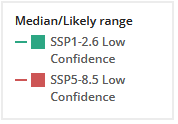 Median/Likely range
SSP1-2.6 Low
Confidence
SSP5-8.5 Low
Confidence